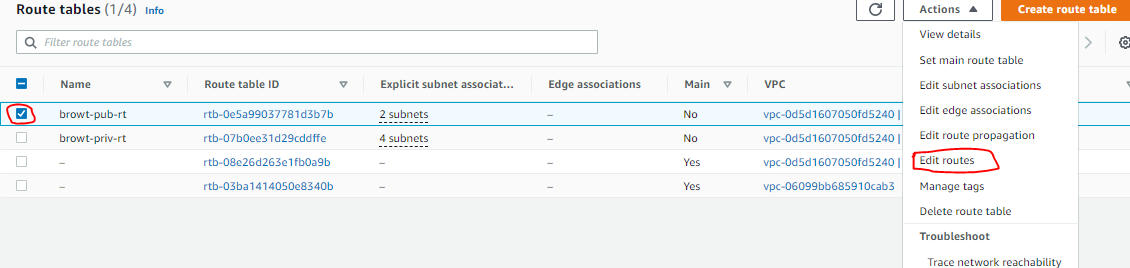 Route tables (1/4) Info
Actions
Create route table
Filter route tables
Name Route table ID Explicit subnet associat... Edge associations Main VPC
browt-pub-rt rtb-0e5a99037781d3b7b 2 subnets – No vpc-0d5d1607050fd5240 |
browt-priv-rt rtb-07b0ee31d29cddffe 4 subnets – No vpc-0d5d1607050fd5240 |
– rtb-08e26d263e1fb0a9b – – Yes vpc-0d5d1607050fd5240 |
– rtb-03ba1414050e8340b – – Yes vpc-06099bb685910cab3
View details
Set main route table
Edit subnet associations
Edit edge associations
Edit route propagation
Edit routes
Manage tags
Delete route table
Troubleshoot
Trace network reachability